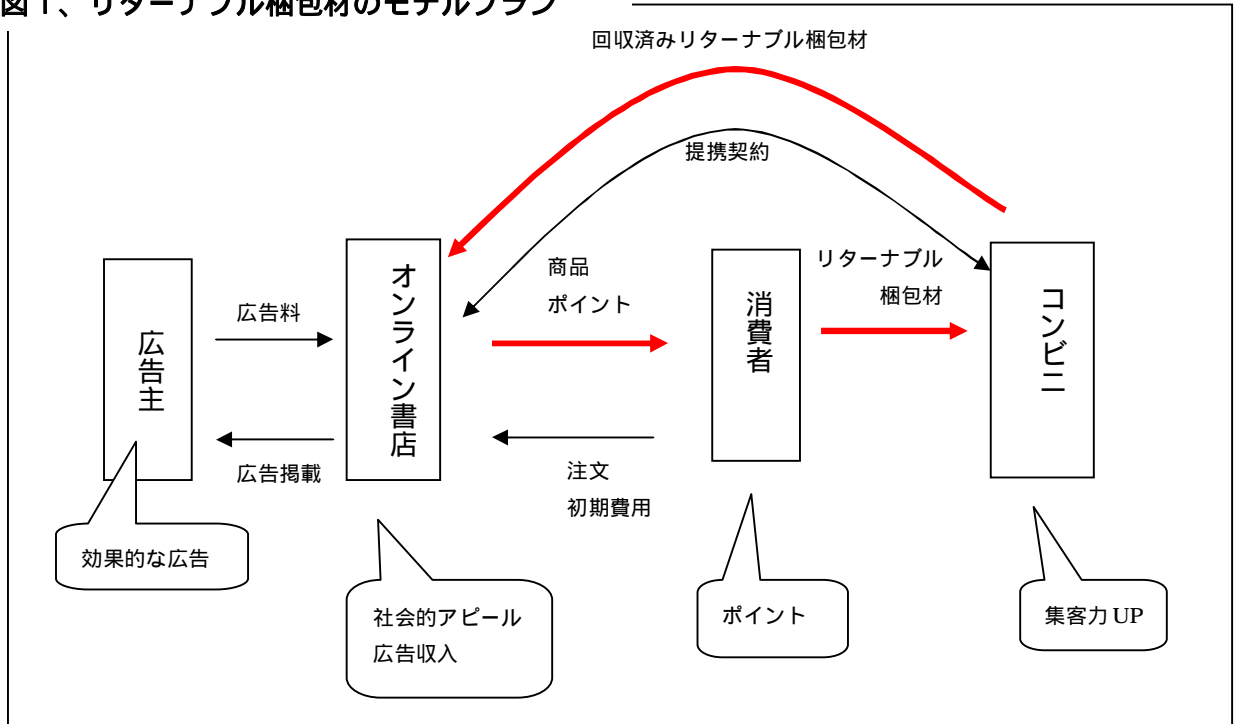 図1、リターナブル梱包材のモデルプラン
回収済みリターナブル梱包材
提携契約
広告主
広告料
広告掲載
オンライン書店
商品
ポイント
注文
初期費用
消費者
リターナブル
梱包材
コンビニ
効果的な広告
社会的アピール
広告収入
ポイント
集客力 UP